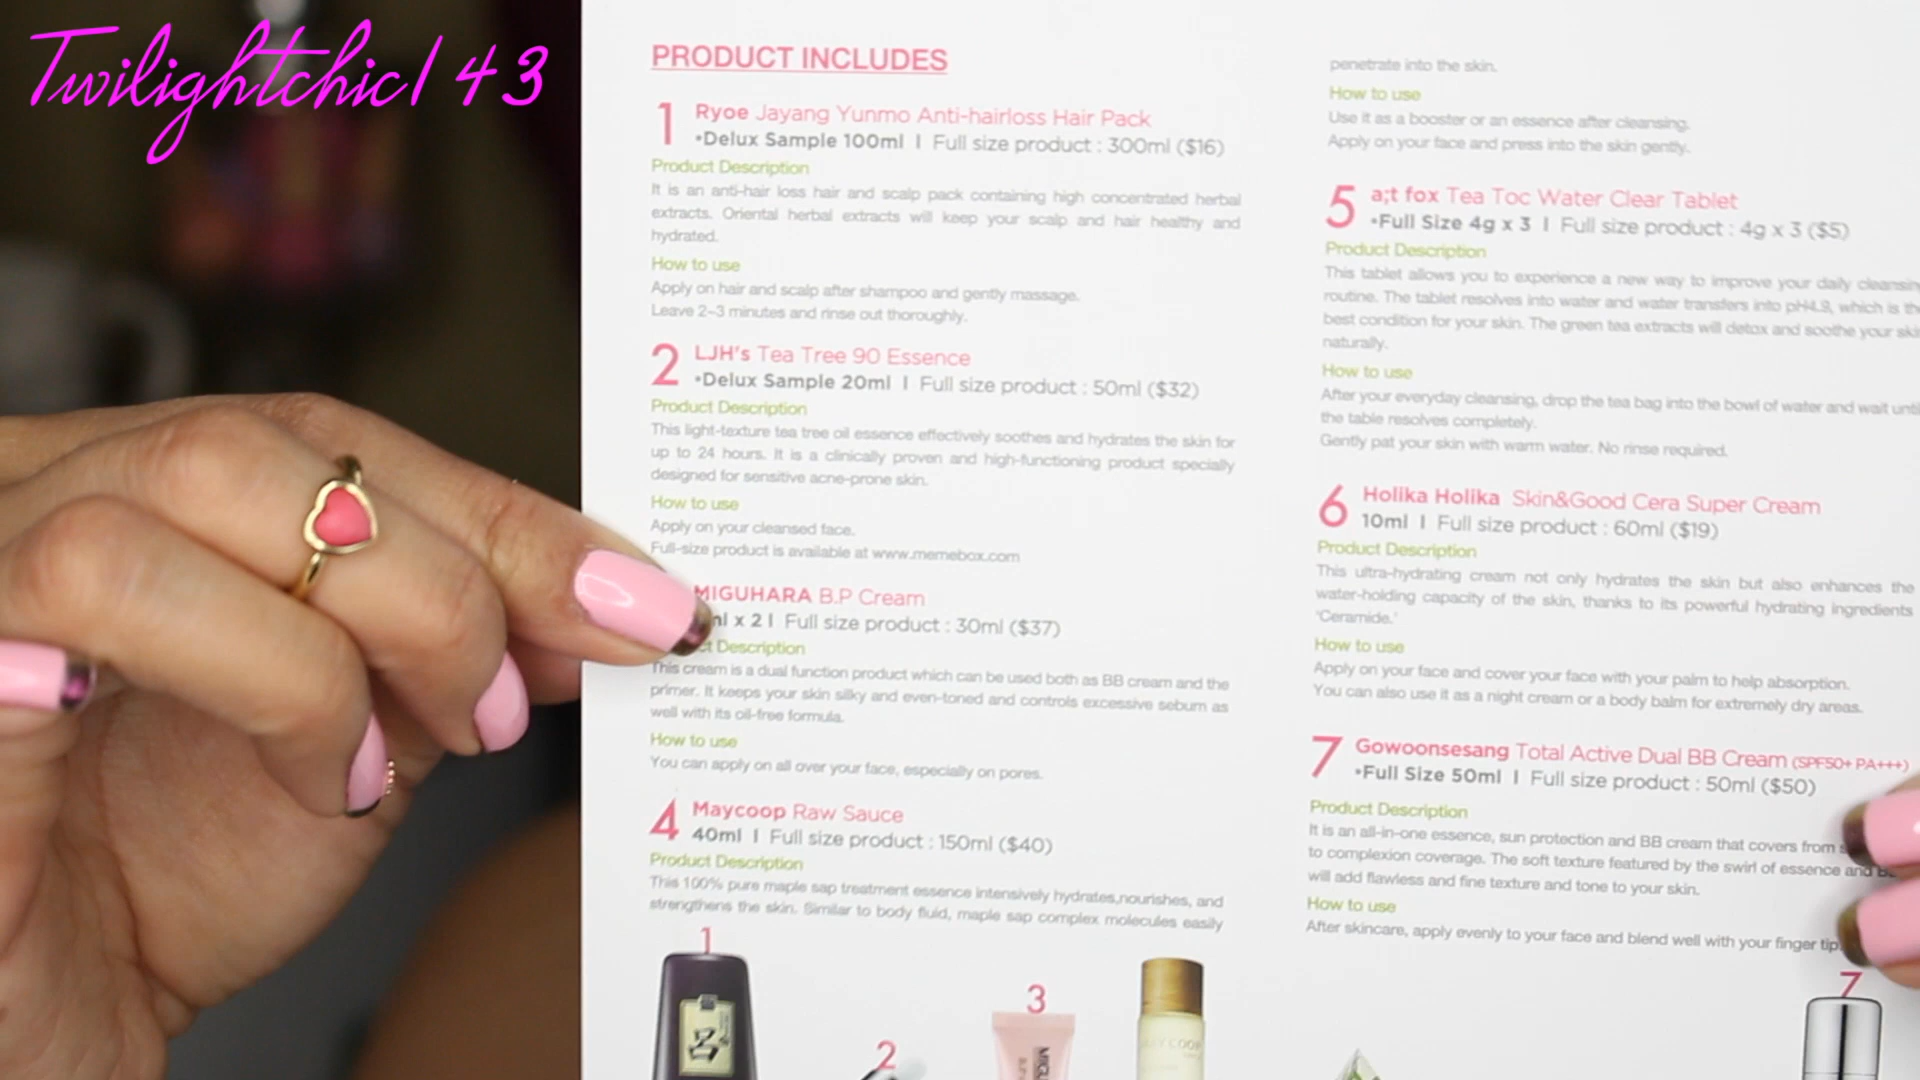 Twilightchic143
PRODUCT INCLUDES
1 Ryoe Jayang Yunmo Anti-hairloss Hair Pack
•Delux Sample 100ml | Full size product : 300ml ($16)
Product Description
It is an anti-hair loss hair and scalp pack containing high concentrated herbal
extracts. Oriental herbal extracts will keep your scalp and hair healthy and
hydrated.
How to use
Apply on hair and scalp after shampoo and gently massage.
Leave 2~3 minutes and rinse out thoroughly.
2 LJH's Tea Tree 90 Essence
•Delux Sample 20ml | Full size product : 50ml ($32)
Product Description
This light-texture tea tree oil essence effectively soothes and hydrates the skin for
up to 24 hours. It is a clinically proven and high-functioning product specially
designed for sensitive acne-prone skin.
How to use
Apply on your cleansed face.
Full-size product is available at www.memebox.com
MIGUHARA B.P Cream
ml x 2 | Full size product : 30ml ($37)
Description
This cream is a dual function product which can be used both as BB cream and the
primer. It keeps your skin silky and even-toned and controls excessive sebum as
well with its oil-free formula.
How to use
You can apply on all over your face, especially on pores.
4 Maycoop Raw Sauce
40ml | Full size product : 150ml ($40)
Product Description
This 100% pure maple sap treatment essence intensively hydrates,nourishes, and
strengthens the skin. Similar to body fluid, maple sap complex molecules easily
penetrate into the skin.
How to use
Use it as a booster or an essence after cleansing.
Apply on your face and press into the skin gently.
5 a;t fox Tea Toc Water Clear Tablet
•Full Size 4g x 3 | Full size product : 4g x 3 ($5)
Product Description
This tablet allows you to experience a new way to improve your daily cleansin
routine. The tablet resolves into water and water transfers into pH4.9, which is the
best condition for your skin. The green tea extracts will detox and soothe your skin
naturally.
How to use
After your everyday cleansing, drop the tea bag into the bowl of water and wait until
the table resolves completely.
Gently pat your skin with warm water. No rinse required.
6 Holika Holika Skin&Good Cera Super Cream
10ml | Full size product : 60ml ($19)
Product Description
This ultra-hydrating cream not only hydrates the skin but also enhances the
water-holding capacity of the skin, thanks to its powerful hydrating ingredients
'Ceramide.'
How to use
Apply on your face and cover your face with your palm to help absorption.
You can also use it as a night cream or a body balm for extremely dry areas.
7 Gowoonsesang Total Active Dual BB Cream (SPF50+ PA+++)
•Full Size 50ml | Full size product : 50ml ($50)
Product Description
It is an all-in-one essence, sun protection and BB cream that covers from
to complexion coverage. The soft texture featured by the swirl of essence and
will add flawless and fine texture and tone to your skin.
How to use
After skincare, apply evenly to your face and blend well with your finger tip
1
2
3
7
呂